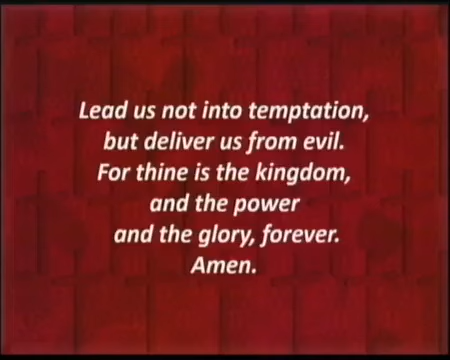 Lead us not into temptation,
but deliver us from evil.
For thine is the kingdom,
and the power
and the glory, forever.
Amen.